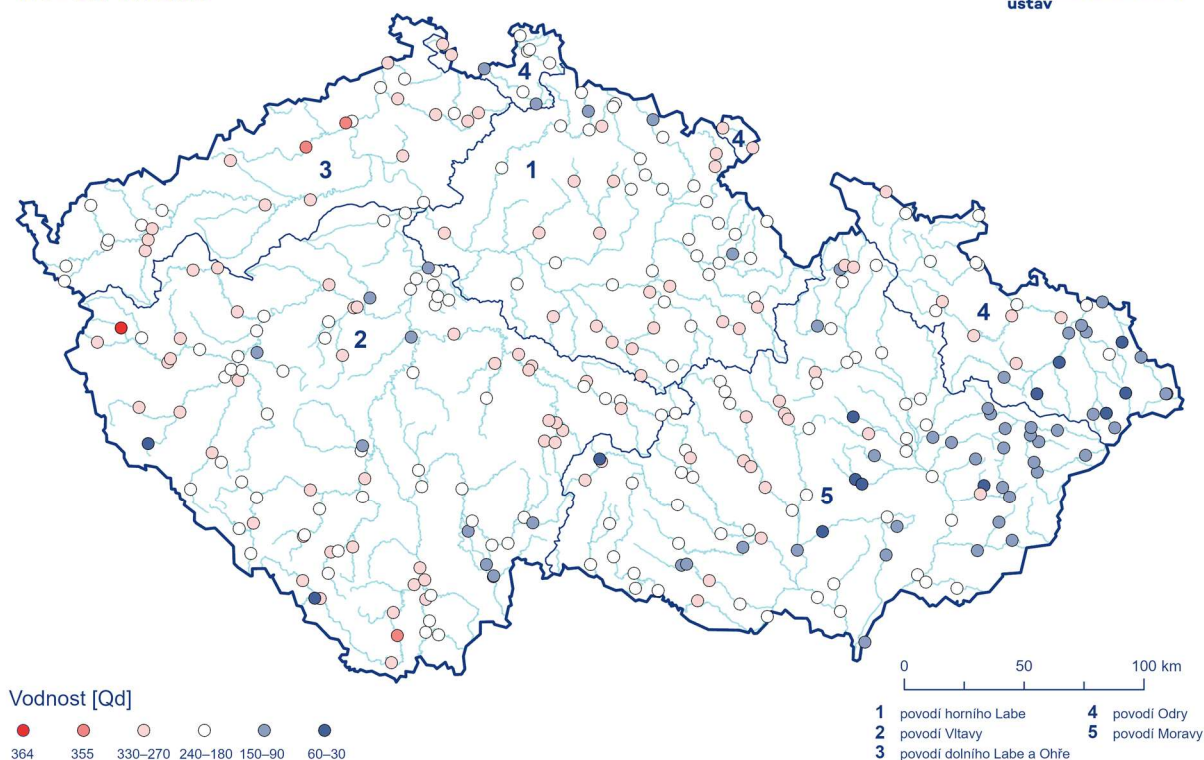 ústav
4
4
3
1
2
4
5
0 50 100 km
Vodnost [Qd]
364 355 330–270 240–180 150–90 60–30
1 povodí horního Labe
2 povodí Vltavy
3 povodí dolního Labe a Ohře
4 povodí Odry
5 povodí Moravy